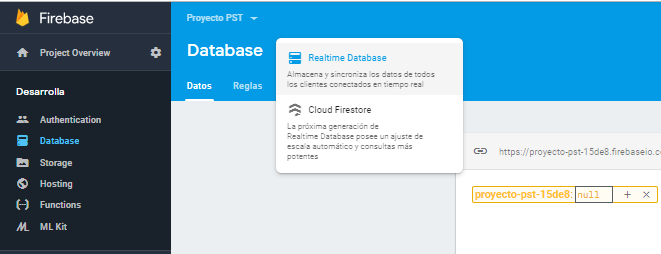 Firebase
Project Overview
Desarrolla
Authentication
Database
Storage
Hosting
Functions
ML Kit
Proyecto PST
Database
Datos
Reglas
Realtime Database
Almacena y sincroniza los datos de todos
los clientes conectados en tiempo real
Cloud Firestore
La próxima generación de
Realtime Database posee un ajuste de
escala automático y consultas más
potentes
https://proyecto-pst-15de8.firebaseio.c
proyecto-pst-15de8: null + ×